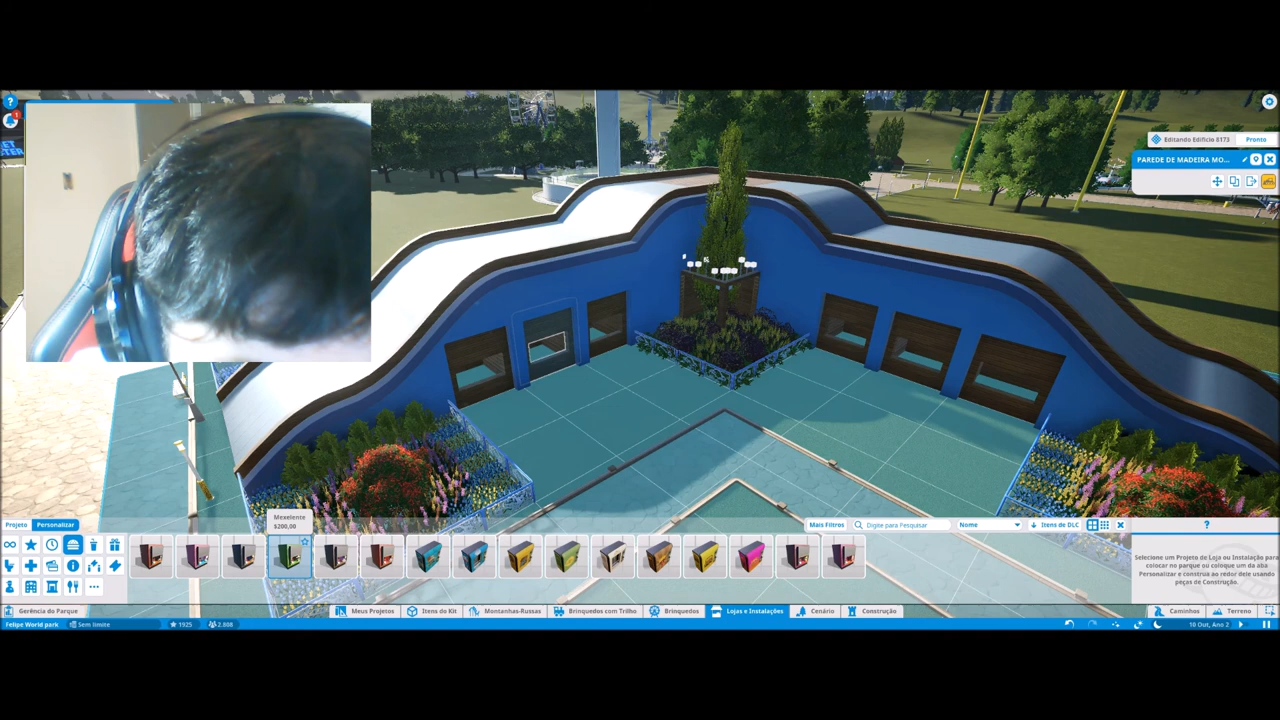 ?
1
Editando Edifício 8173
Pronto
PAREDE DE MADEIRA MO...
Mexelente
$200,00
Projeto
Personalizar
Mais Filtros
Digite para Pesquisar
Nome
Itens de DLC
?
Selecione um Projeto de Loja ou Instalação para
colocar no parque ou coloque um da aba
Personalizar e construa ao redor dele usando
peças de Construção.
Gerência do Parque
Meus Projetos
Itens do Kit
Montanhas-Russas
Brinquedos com Trilho
Brinquedos
Lojas e Instalações
Cenário
Construção
Caminhos
Terreno
Felipe World park
Sem limite
1925
2.808
10 Out, Ano 2